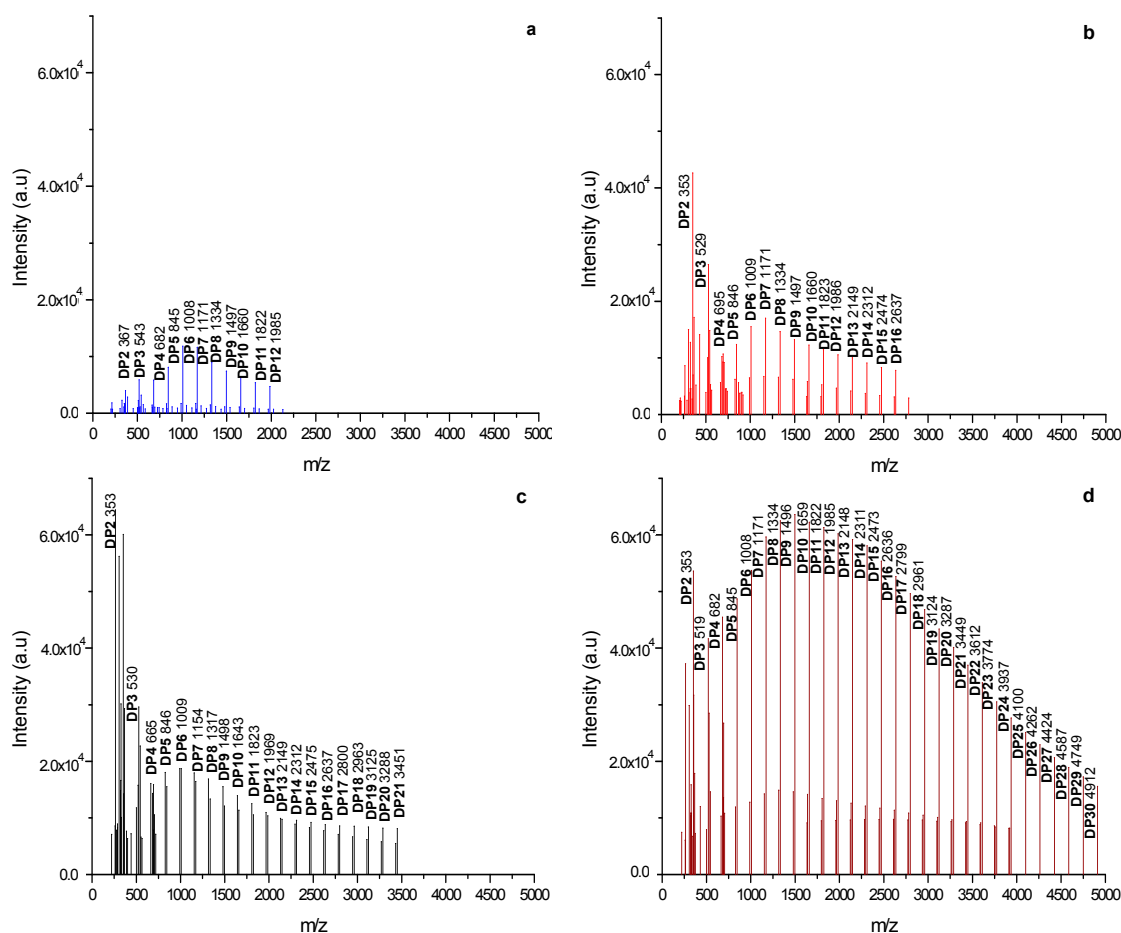 a
6.0x10⁴
4.0x10⁴
2.0x10⁴
0.0
Intensity (a.u)
DP2 367
DP3 543
DP4 682
DP5 845
DP6 1008
DP7 1171
DP8 1334
DP9 1497
DP10 1660
DP11 1822
DP12 1985
0 500 1000 1500 2000 2500 3000 3500 4000 4500 5000
m/z
b
6.0x10⁴
4.0x10⁴
2.0x10⁴
0.0
Intensity (a.u)
DP2 353
DP3 529
DP4 695
DP5 846
DP6 1009
DP7 1171
DP8 1334
DP9 1497
DP10 1660
DP11 1823
DP12 1986
DP13 2149
DP14 2312
DP15 2474
DP16 2637
0 500 1000 1500 2000 2500 3000 3500 4000 4500 5000
m/z
c
6.0x10⁴
4.0x10⁴
2.0x10⁴
0.0
Intensity (a.u)
DP2 353
DP3 530
DP4 665
DP5 846
DP6 1009
DP7 1154
DP8 1317
DP9 1498
DP10 1643
DP11 1823
DP12 1969
DP13 2149
DP14 2312
DP15 2475
DP16 2637
DP17 2800
DP18 2963
DP19 3125
DP20 3288
DP21 3451
0 500 1000 1500 2000 2500 3000 3500 4000 4500 5000
m/z
d
6.0x10⁴
4.0x10⁴
2.0x10⁴
0.0
Intensity (a.u)
DP2 353
DP3 519
DP4 682
DP5 845
DP6 1008
DP7 1171
DP8 1334
DP9 1496
DP10 1659
DP11 1822
DP12 1985
DP13 2148
DP14 2311
DP15 2473
DP16 2636
DP17 2799
DP18 2961
DP19 3124
DP20 3287
DP21 3449
DP22 3612
DP23 3774
DP24 3937
DP25 4100
DP26 4262
DP27 4424
DP28 4587
DP29 4749
DP30 4912
0 500 1000 1500 2000 2500 3000 3500 4000 4500 5000
m/z